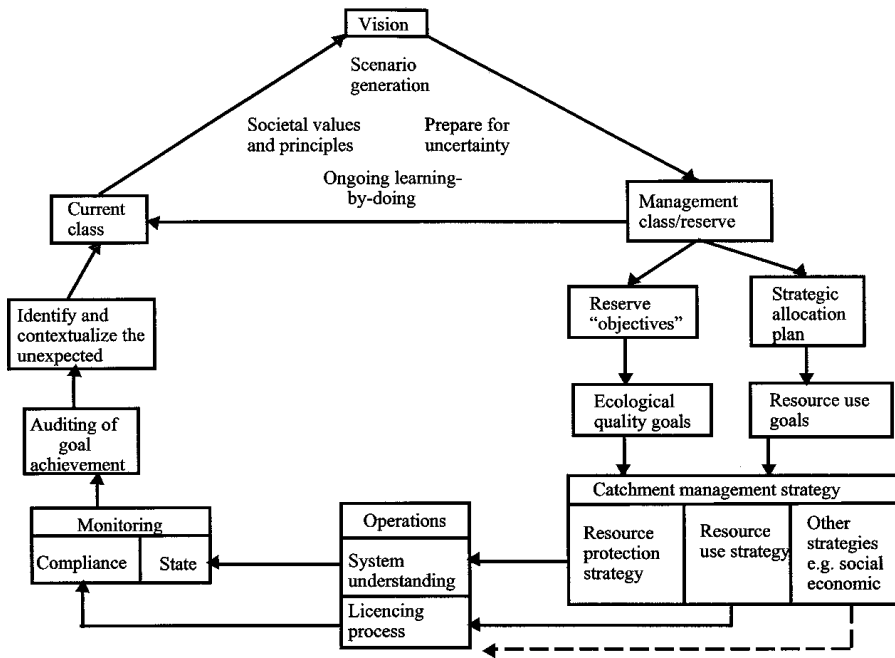 Vision
Scenario
generation
Societal values
and principles
Prepare for
uncertainty
Ongoing learning-
by-doing
Current
class
Management
class/reserve
Identify and
contextualize the
unexpected
Reserve
“objectives”
Strategic
allocation
plan
Auditing of
goal
achievement
Ecological
quality goals
Resource use
goals
Catchment management strategy
Resource
protection
strategy
Resource
use strategy
Other
strategies
e.g. social
economic
Operations
System
understanding
Licencing
process
Monitoring
Compliance
State